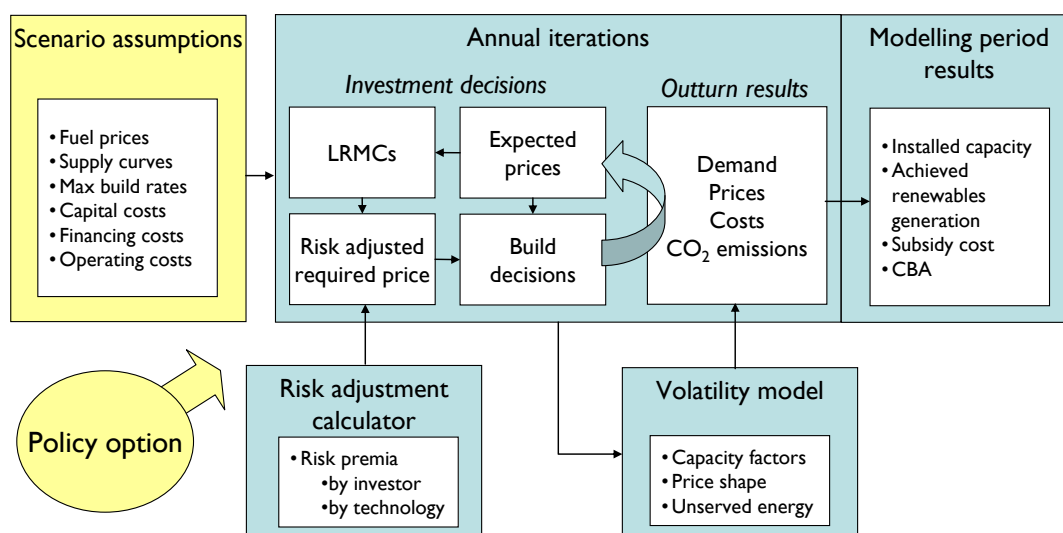 Scenario assumptions
• Fuel prices
• Supply curves
• Max build rates
• Capital costs
• Financing costs
• Operating costs
Policy option
Annual iterations
Investment decisions
LRMCs
Expected
prices
Risk adjusted
required price
Build
decisions
Outturn results
Demand
Prices
Costs
CO₂ emissions
Modelling period
results
• Installed capacity
• Achieved
renewables
generation
• Subsidy cost
• CBA
Risk adjustment
calculator
• Risk premia
• by investor
• by technology
Volatility model
• Capacity factors
• Price shape
• Unserved energy